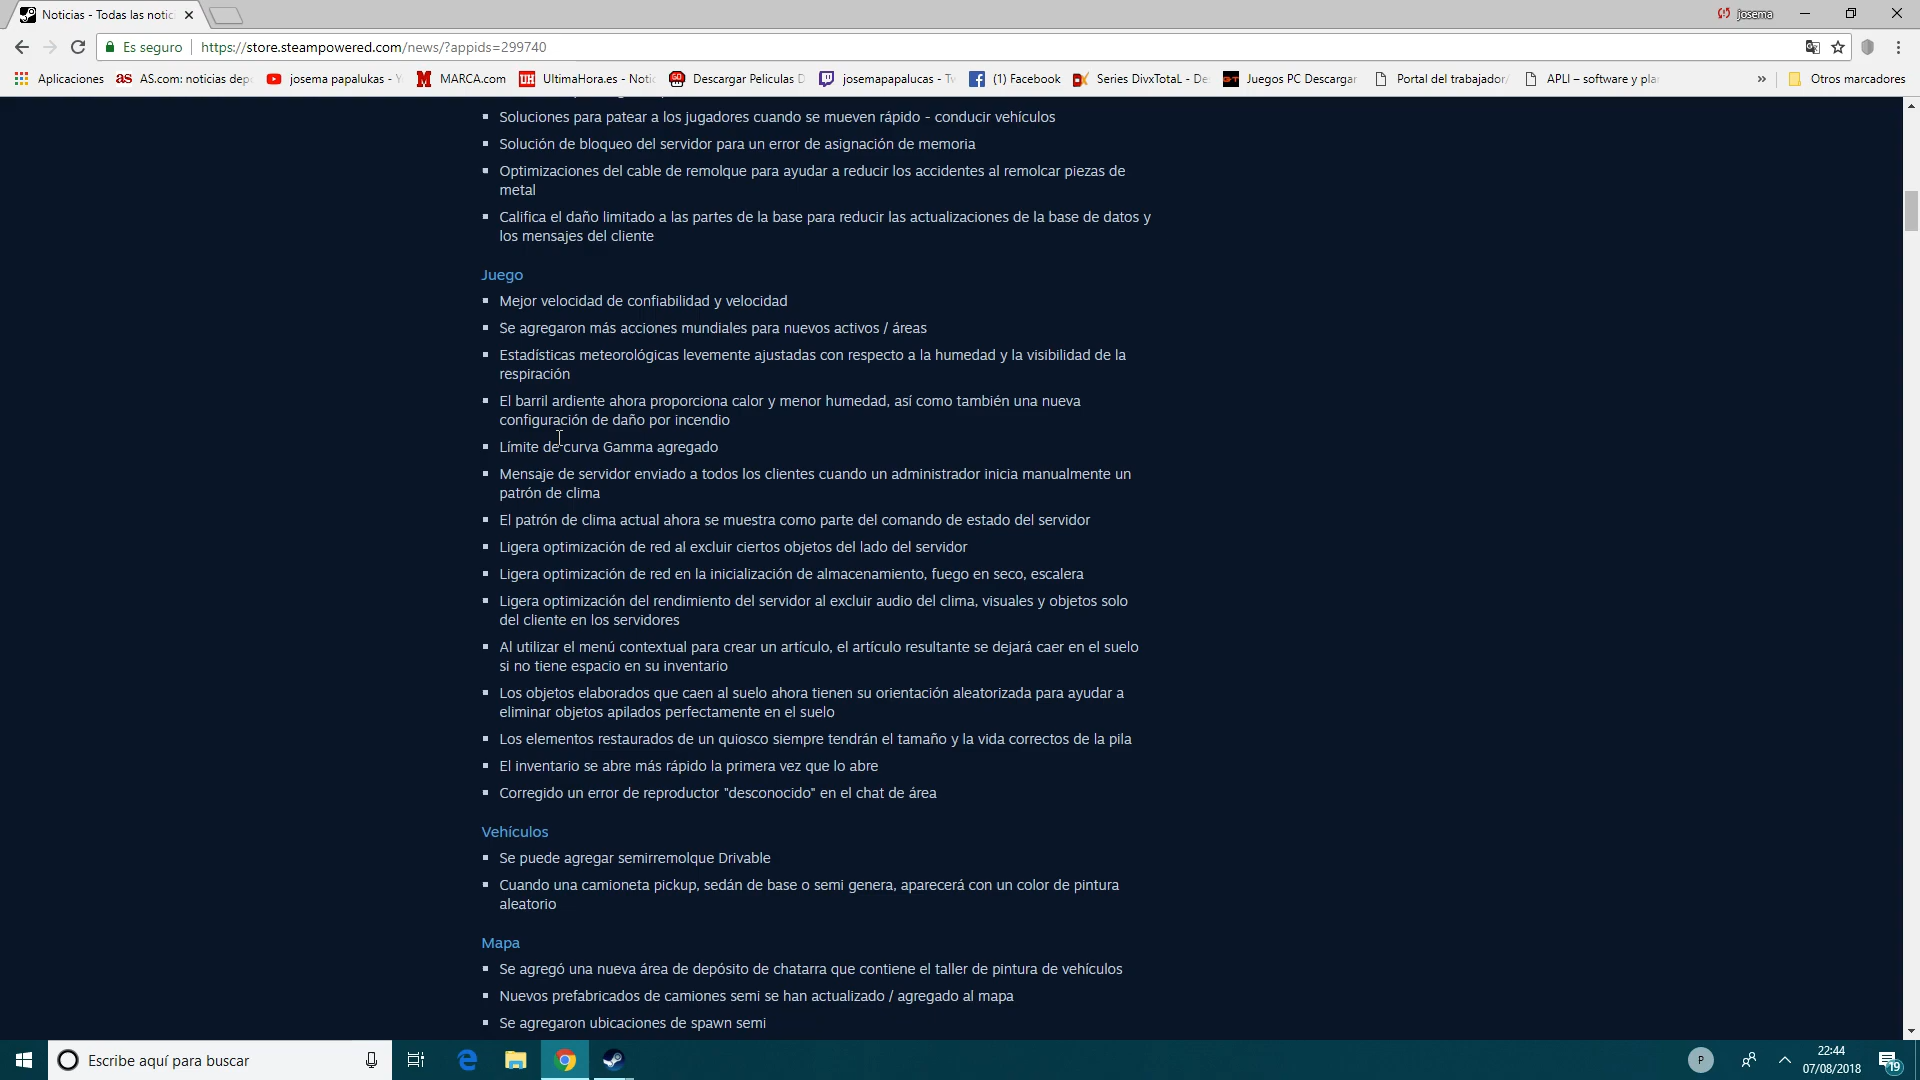 Noticias - Todas las notic
josema
Es seguro
https://store.steampowered.com/news/?appids=299740
Aplicaciones
as AS.com: noticias dep
josema papalukas - Y
M MARCA.com
UH UltimaHora.es - Notic
Descargar Peliculas D
josemapapalucas - Tw
(1) Facebook
Series DivxTotaL - De
Juegos PC Descargar
Portal del trabajador
APLI – software y pla
»
Otros marcadores
Soluciones para patear a los jugadores cuando se mueven rápido - conducir vehículos
Solución de bloqueo del servidor para un error de asignación de memoria
Optimizaciones del cable de remolque para ayudar a reducir los accidentes al remolcar piezas de
metal
Califica el daño limitado a las partes de la base para reducir las actualizaciones de la base de datos y
los mensajes del cliente
Juego
Mejor velocidad de confiabilidad y velocidad
Se agregaron más acciones mundiales para nuevos activos / áreas
Estadísticas meteorológicas levemente ajustadas con respecto a la humedad y la visibilidad de la
respiración
El barril ardiente ahora proporciona calor y menor humedad, así como también una nueva
configuración de daño por incendio
Límite de curva Gamma agregado
Mensaje de servidor enviado a todos los clientes cuando un administrador inicia manualmente un
patrón de clima
El patrón de clima actual ahora se muestra como parte del comando de estado del servidor
Ligera optimización de red al excluir ciertos objetos del lado del servidor
Ligera optimización de red en la inicialización de almacenamiento, fuego en seco, escalera
Ligera optimización del rendimiento del servidor al excluir audio del clima, visuales y objetos solo
del cliente en los servidores
Al utilizar el menú contextual para crear un artículo, el artículo resultante se dejará caer en el suelo
si no tiene espacio en su inventario
Los objetos elaborados que caen al suelo ahora tienen su orientación aleatorizada para ayudar a
eliminar objetos apilados perfectamente en el suelo
Los elementos restaurados de un quiosco siempre tendrán el tamaño y la vida correctos de la pila
El inventario se abre más rápido la primera vez que lo abre
Corregido un error de reproductor "desconocido" en el chat de área
Vehículos
Se puede agregar semirremolque Drivable
Cuando una camioneta pickup, sedán de base o semi genera, aparecerá con un color de pintura
aleatorio
Mapa
Se agregó una nueva área de depósito de chatarra que contiene el taller de pintura de vehículos
Nuevos prefabricados de camiones semi se han actualizado / agregado al mapa
Se agregaron ubicaciones de spawn semi
Escribe aquí para buscar
P
22:44
07/08/2018
19